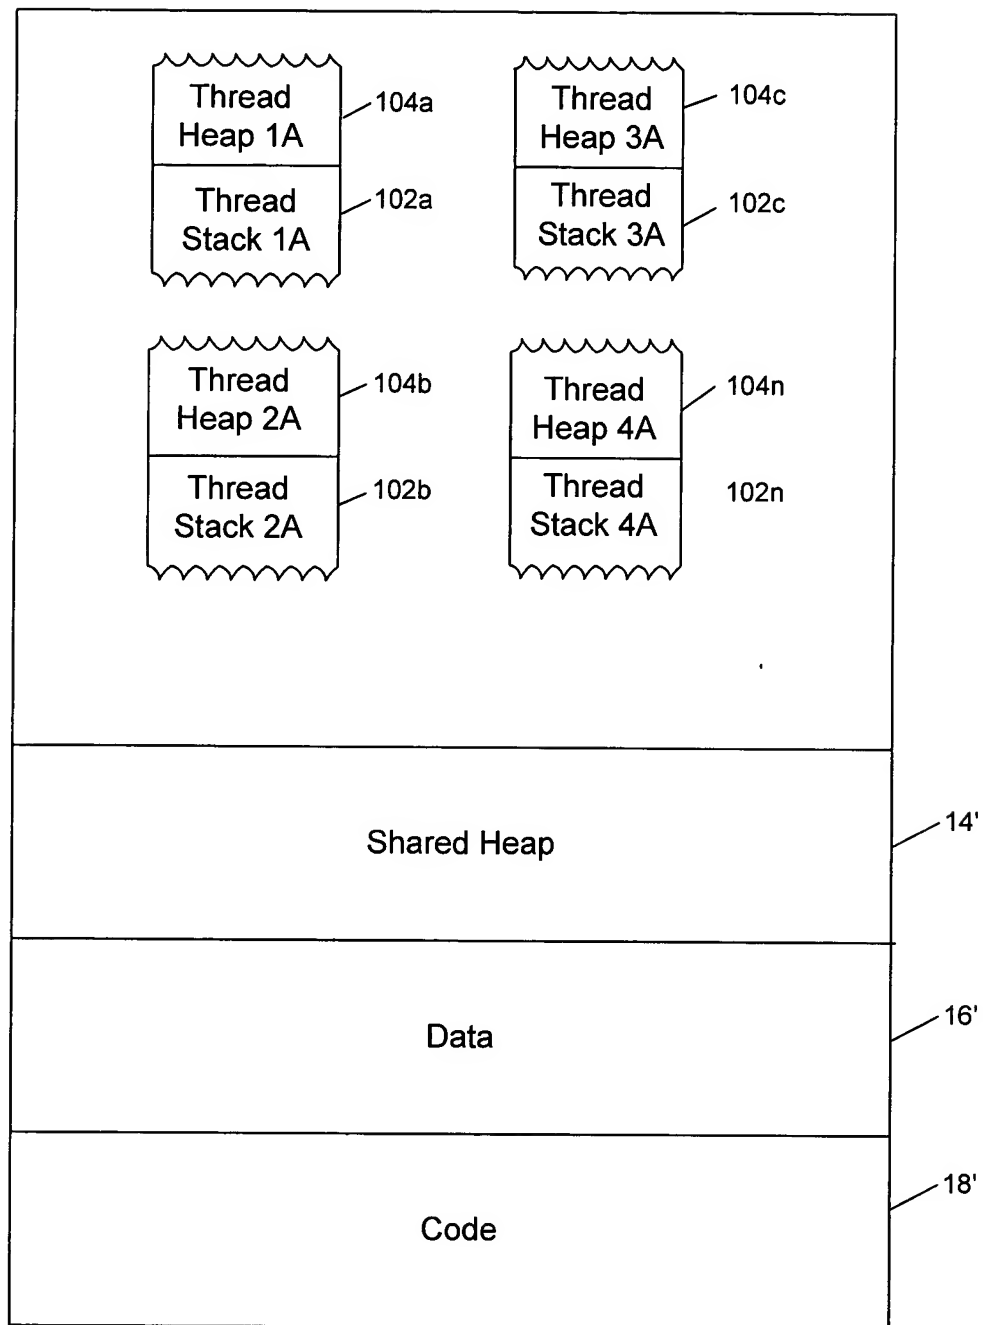 Thread
Heap 1A
104a
Thread
Stack 1A
102a
Thread
Heap 3A
104c
Thread
Stack 3A
102c
Thread
Heap 2A
104b
Thread
Stack 2A
102b
Thread
Heap 4A
104n
Thread
Stack 4A
102n
Shared Heap
14'
Data
16'
Code
18'